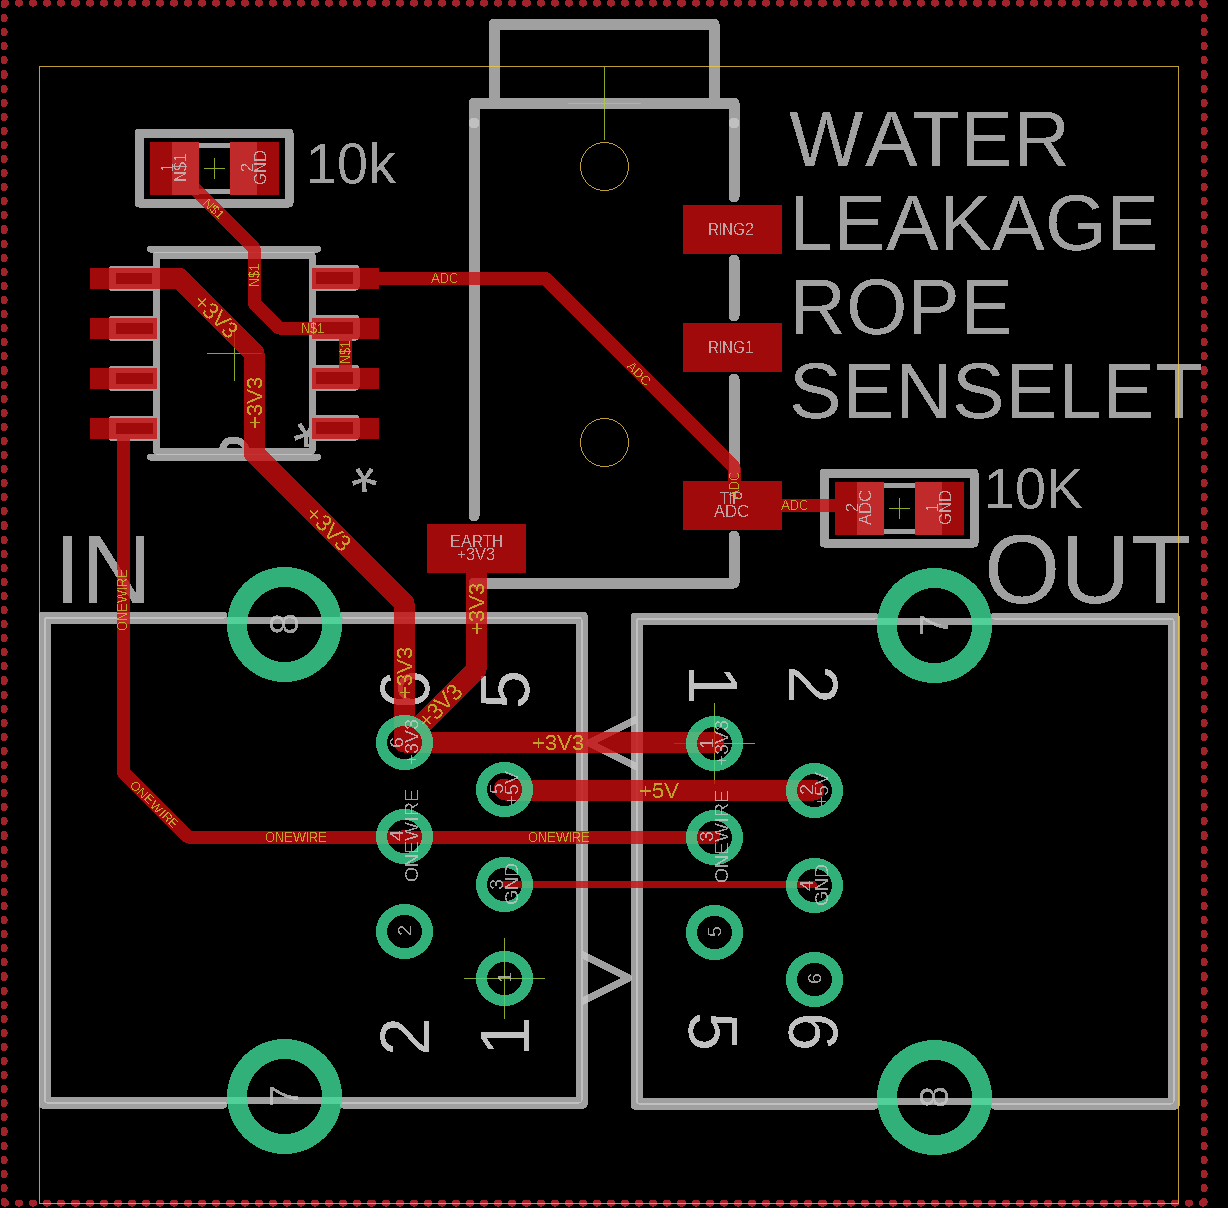 WATER
LEAKAGE
ROPE
SENSELET
10k
1
N$1
2
GND
N$1
N$1
N$1
N$1
ADC
ADC
ADC
RING2
RING1
TIP
ADC
ADC
2
ADC
1
GND
10K
+3V3
+3V3
+3V3
+3V3
*
*
EARTH
+3V3
+3V3
+3V3
IN
OUT
ONEWIRE
8
7
6
5
1
2
6
+3V3
+3V3
1
+3V3
5
+5V
+5V
2
+5V
ONEWIRE
ONEWIRE
4
ONEWIRE
ONEWIRE
3
ONEWIRE
3
GND
4
GND
2
5
1
6
2
1
5
6
7
8